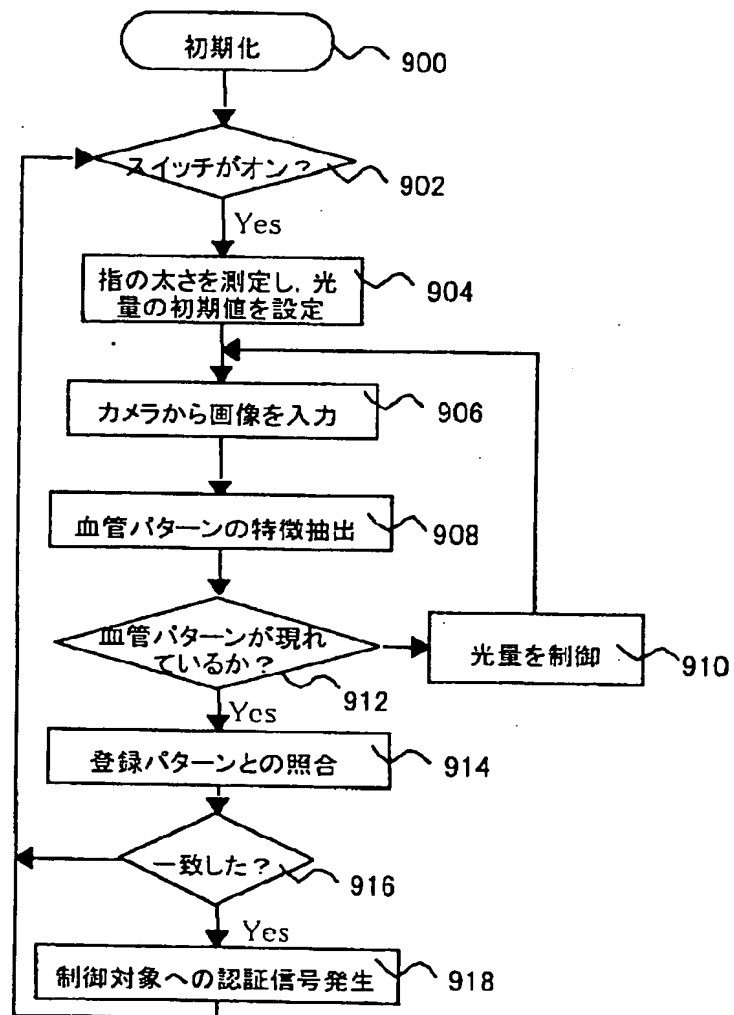 初期化
900
スイッチがオン?
902
Yes
指の太さを測定し,光
量の初期値を設定
904
カメラから画像を入力
906
血管パターンの特徴抽出
908
血管パターンが現れ
ているか?
912
光量を制御
910
Yes
登録パターンとの照合
914
一致した?
916
Yes
制御対象への認証信号発生
918